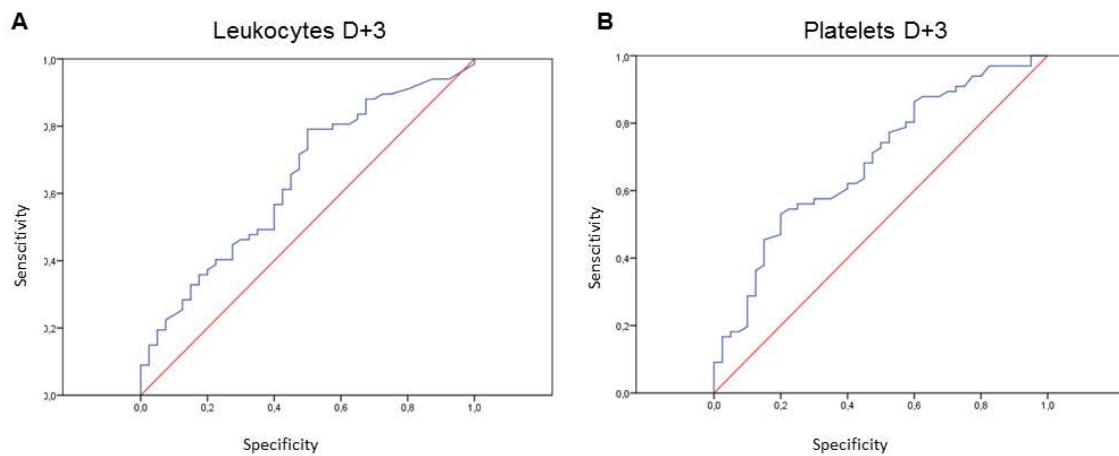 A
Leukocytes D+3
1,0
0,8
0,6
0,4
0,2
0,0
Senscitivity
0,0 0,2 0,4 0,6 0,8 1,0
Specificity
B
Platelets D+3
1,0
0,8
0,6
0,4
0,2
0,0
Senscitivity
0,0 0,2 0,4 0,6 0,8 1,0
Specificity